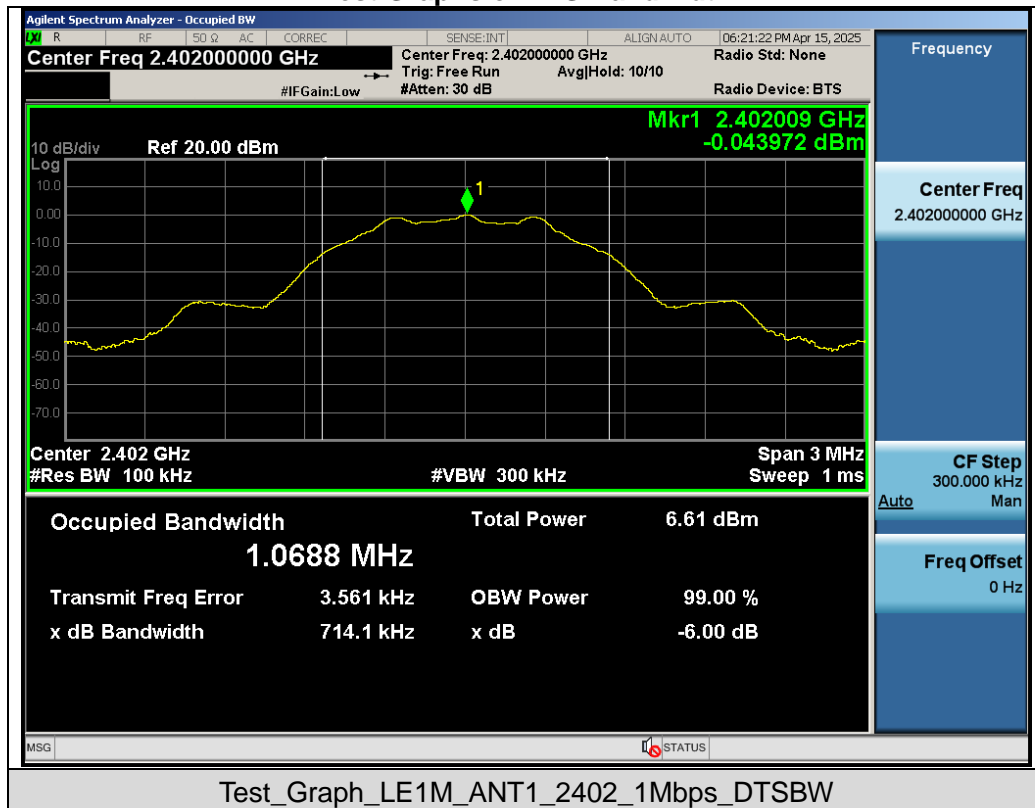 Agilent Spectrum Analyzer - Occupied BW
LXI R RF 50 Ω AC CORREC SENSE:INT ALIGN AUTO 06:21:22 PM Apr 15, 2025
Center Freq 2.402000000 GHz
Center Freq: 2.402000000 GHz Radio Std: None
Trig: Free Run Avg|Hold: 10/10
#IFGain:Low #Atten: 30 dB Radio Device: BTS
Frequency
Mkr1 2.402009 GHz
-0.043972 dBm
10 dB/div Ref 20.00 dBm
Log
10.0
0.00
-10.0
-20.0
-30.0
-40.0
-50.0
-60.0
-70.0
1
Center 2.402 GHz Span 3 MHz
#Res BW 100 kHz #VBW 300 kHz Sweep 1 ms
Center Freq
2.402000000 GHz
CF Step
300.000 kHz
Auto Man
Freq Offset
0 Hz
Occupied Bandwidth Total Power 6.61 dBm
1.0688 MHz
Transmit Freq Error 3.561 kHz OBW Power 99.00 %
x dB Bandwidth 714.1 kHz x dB -6.00 dB
MSG STATUS
Test_Graph_LE1M_ANT1_2402_1Mbps_DTSBW